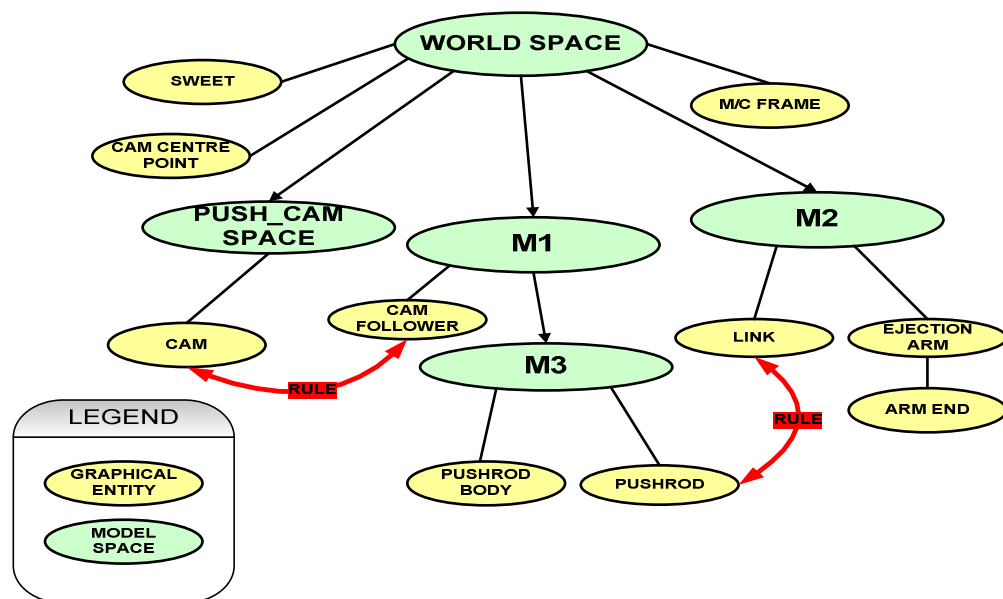 WORLD SPACE
SWEET
M/C FRAME
CAM CENTRE
POINT
PUSH_CAM
SPACE
M1
M2
CAM
FOLLOWER
CAM
LINK
EJECTION
ARM
M3
RULE
RULE
ARM END
LEGEND
GRAPHICAL
ENTITY
PUSHROD
BODY
PUSHROD
MODEL
SPACE